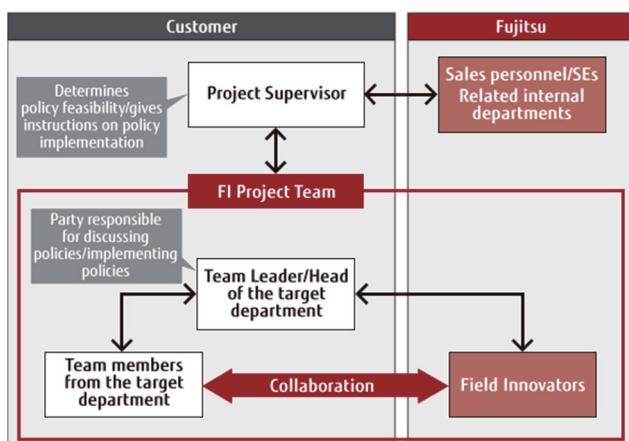 Customer
Fujitsu
Determines
policy feasibility/gives
instructions on policy
implementation
Project Supervisor
Sales personnel/SEs
Related internal
departments
FI Project Team
Party responsible
for discussing
policies/implementing
policies
Team Leader/Head
of the target
department
Team members
from the target
department
Collaboration
Field Innovators